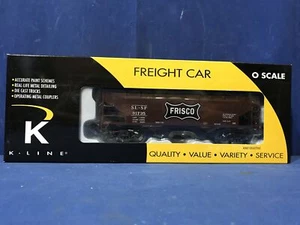 • ACCURATE PAINT SCHEMES
• REAL-LIFE METAL DETAILING
• DIE CAST TRUCKS
• OPERATING METAL COUPLERS
FREIGHT CAR
O SCALE
SL-SF
FRISCO
K
K-LINE
QUALITY • VALUE • VARIETY • SERVICE